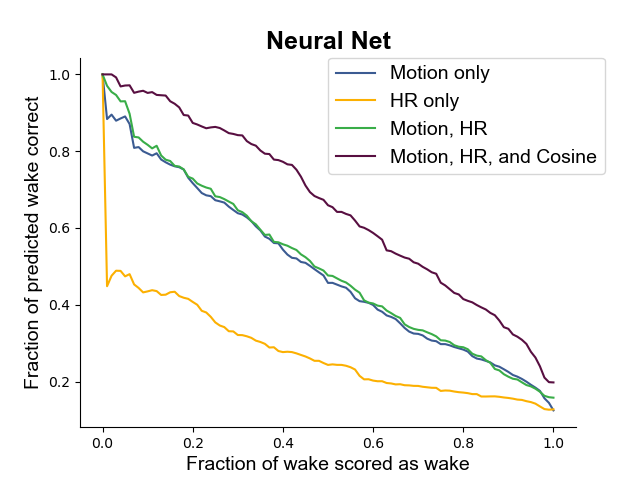 Neural Net
Motion only
HR only
Motion, HR
Motion, HR, and Cosine
Fraction of predicted wake correct
1.0
0.8
0.6
0.4
0.2
0.0 0.2 0.4 0.6 0.8 1.0
Fraction of wake scored as wake